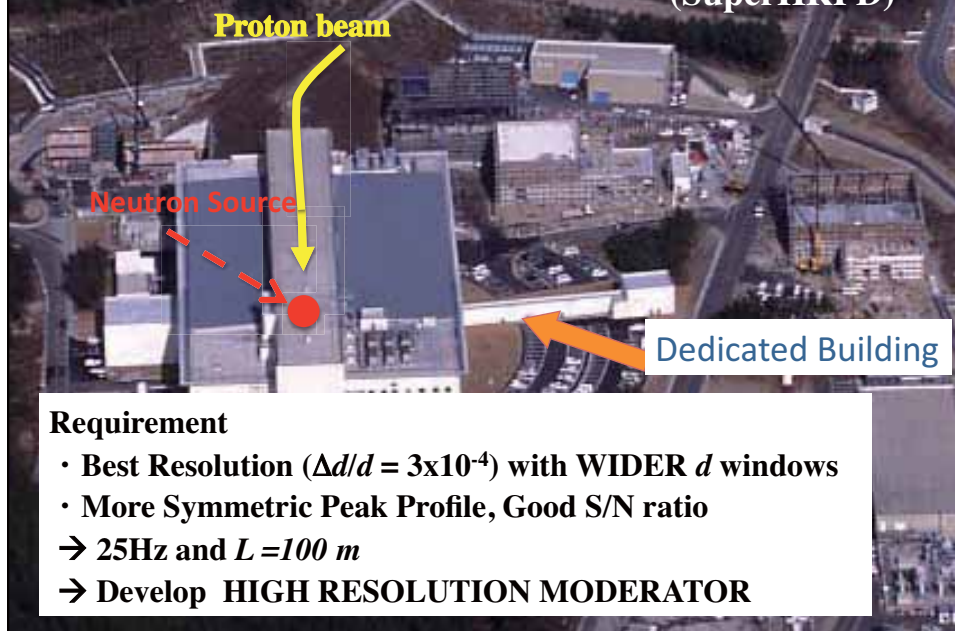 (SuperHRPD)
Proton beam
Neutron Source
Dedicated Building
Requirement
・Best Resolution (Δd/d = 3x10⁻⁴) with WIDER d windows
・More Symmetric Peak Profile, Good S/N ratio
→ 25Hz and L =100 m
→ Develop HIGH RESOLUTION MODERATOR